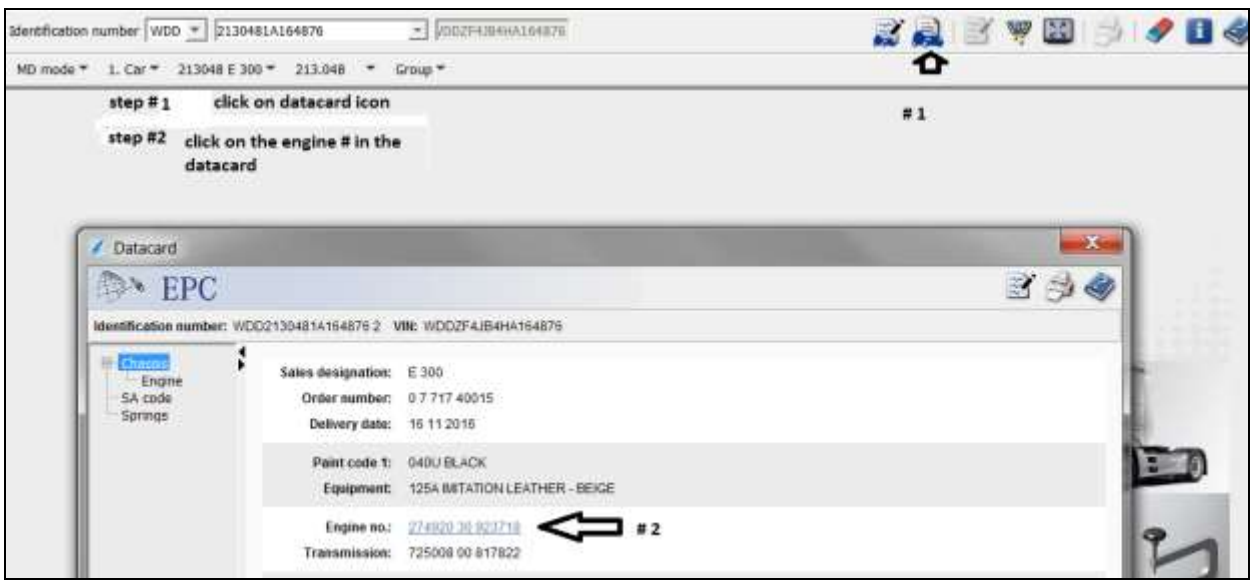 Identification number WDD 2130481A164876 WDDZF4JB4HA164876
MD mode 1. Car 213048 E 300 213.048 Group
step # 1 click on datacard icon
# 1
step #2 click on the engine # in the
datacard
Datacard
EPC
Identification number: WDD2130481A164876 2 VIN: WDDZF4JB4HA164876
Chassis
Engine
SA code
Springs
Sales designation: E 300
Order number: 0 7 717 40015
Delivery date: 16 11 2016
Paint code 1: 040U BLACK
Equipment: 125A IMITATION LEATHER - BEIGE
Engine no.: 274920 30 923718 # 2
Transmission: 725008 00 817822